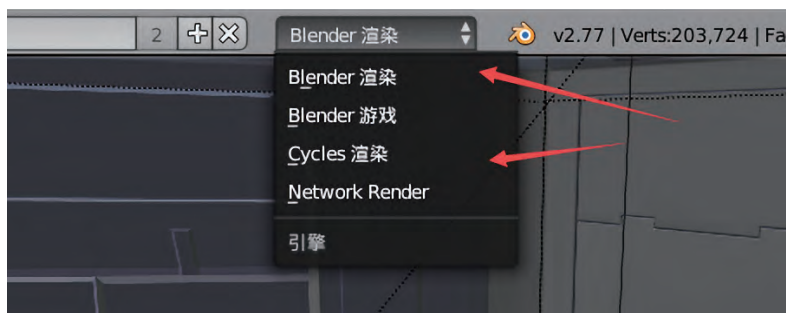 2 Blender 渲染 v2.77 | Verts:203,724 | Fa
Blender 渲染
Blender 游戏
Cycles 渲染
Network Render
引擎